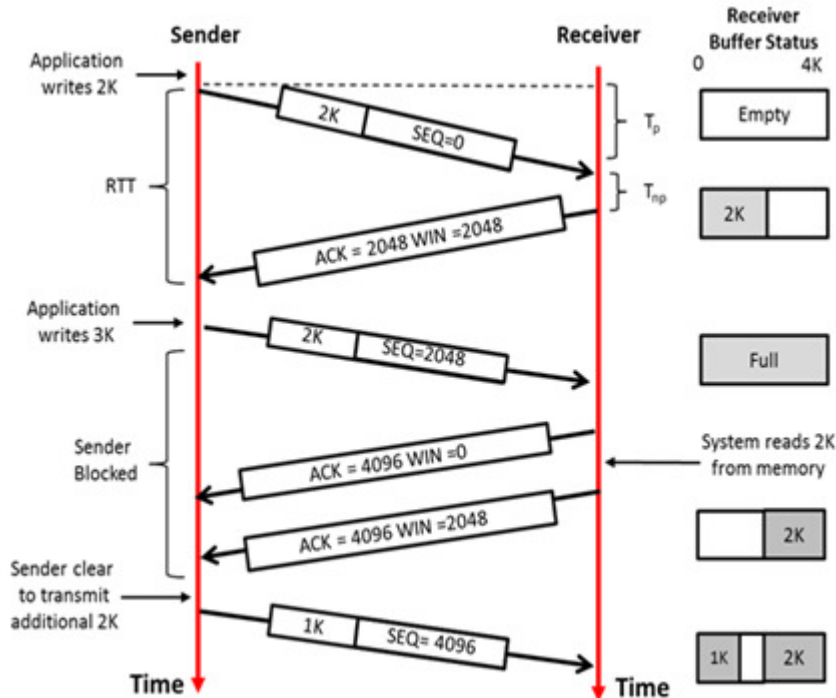 Sender
Receiver
Receiver
Buffer Status
0 4K
Application
writes 2K
2K SEQ=0
Tp
Empty
RTT
Tnp
2K
ACK = 2048 WIN =2048
Application
writes 3K
2K SEQ=2048
Full
Sender
Blocked
ACK = 4096 WIN =0
System reads 2K
from memory
ACK = 4096 WIN =2048
2K
Sender clear
to transmit
additional 2K
1K SEQ= 4096
1K 2K
Time
Time